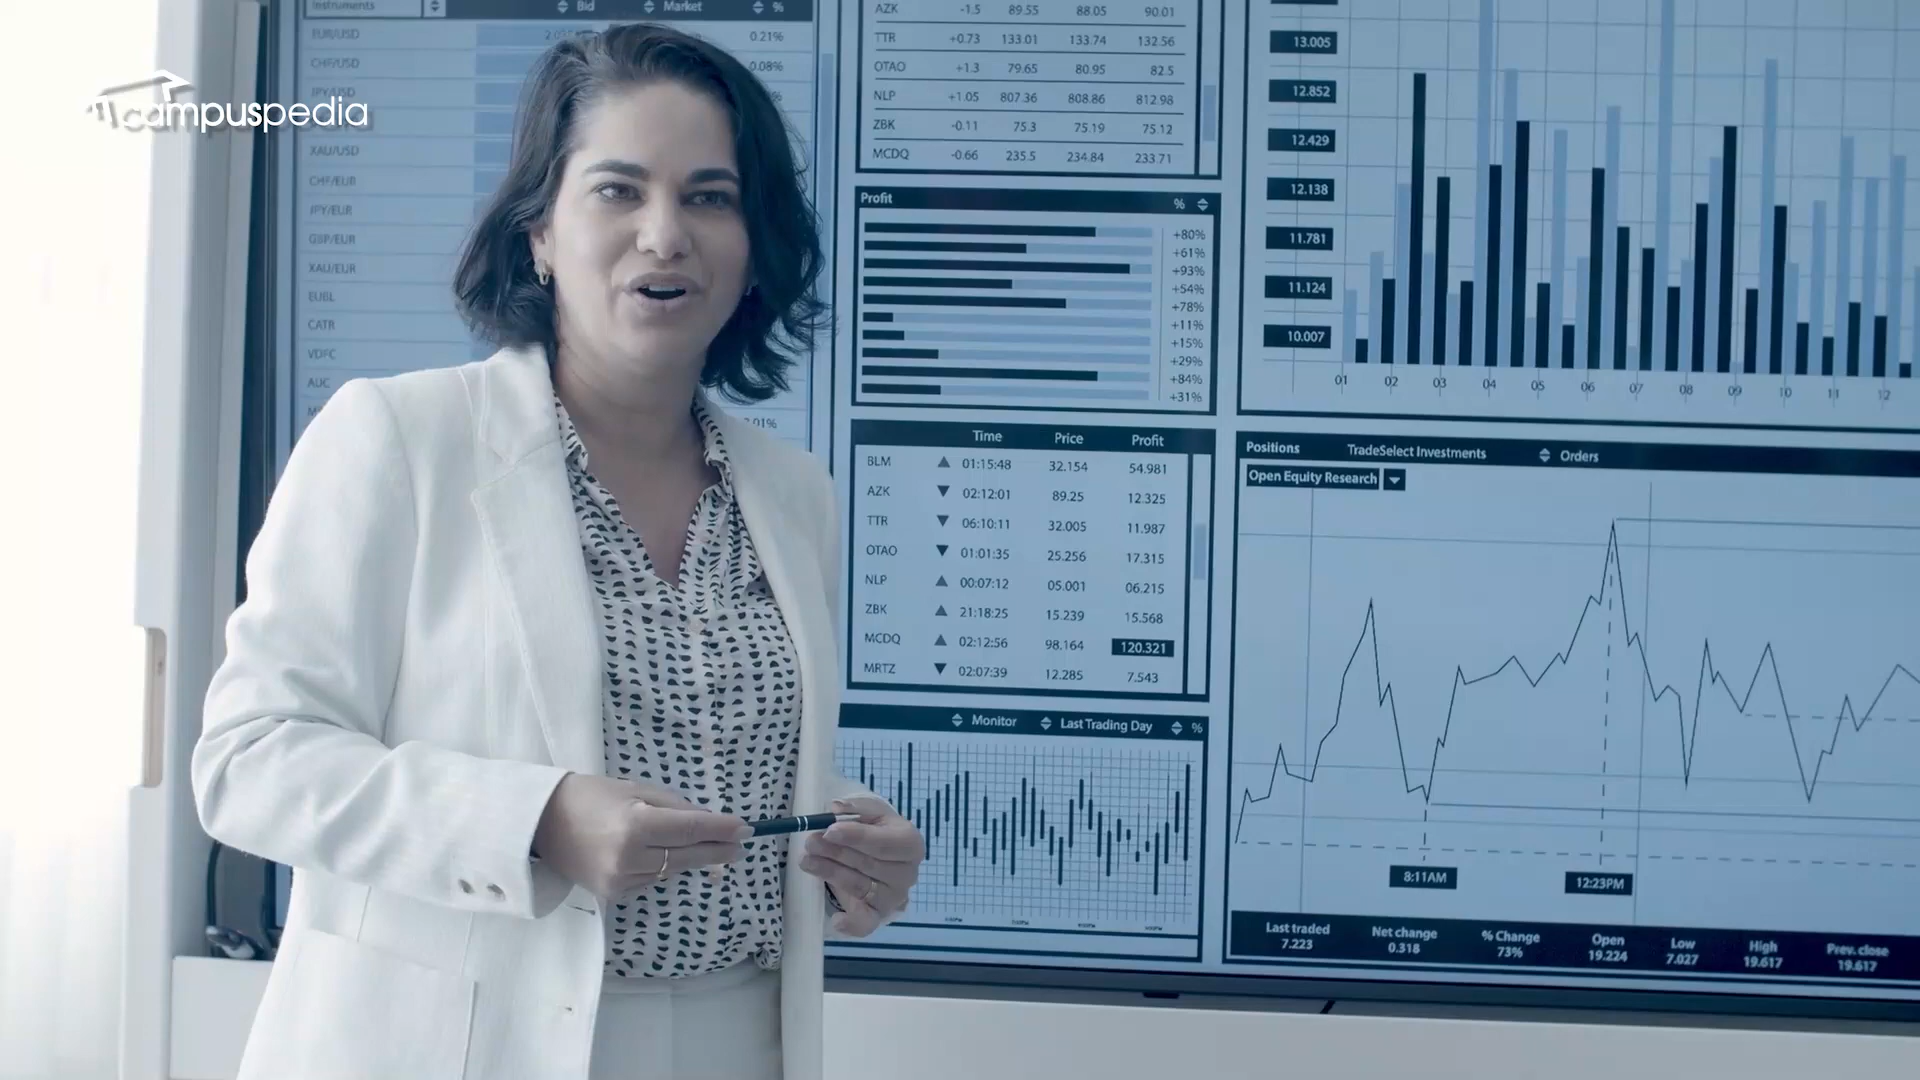 campuspedia
Instruments Bid Market %
EUR/USD 0.21%
CHF/USD 0.08%
JPY/USD
XAU/USD
CHF/EUR
JPY/EUR
GBP/EUR
XAU/EUR
EUBL
CATR
VDFC
AUC
AZK -1.5 89.55 88.05 90.01
TTR +0.73 133.01 133.74 132.56
OTAO +1.3 79.65 80.95 82.5
NLP +1.05 807.36 808.86 812.98
ZBK -0.11 75.3 75.19 75.12
MCDQ -0.66 235.5 234.84 233.71
Profit %
+80%
+61%
+93%
+54%
+78%
+11%
+15%
+29%
+84%
+31%
Time Price Profit
BLM 01:15:48 32.154 54.981
AZK 02:12:01 89.25 12.325
TTR 06:10:11 32.005 11.987
OTAO 01:01:35 25.256 17.315
NLP 00:07:12 05.001 06.215
ZBK 21:18:25 15.239 15.568
MCDQ 02:12:56 98.164 120.321
MRTZ 02:07:39 12.285 7.543
Monitor Last Trading Day %
13.005
12.852
12.429
12.138
11.781
11.124
10.007
01 02 03 04 05 06 07 08 09 10 11 12
Positions TradeSelect Investments Orders
Open Equity Research
8:11AM 12:23PM
Last traded Net change % Change Open Low High Prev. close
7.223 0.318 73% 19.224 7.027 19.617 19.617